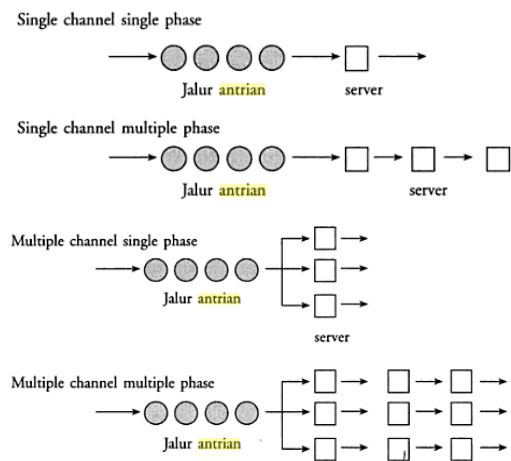 Single channel single phase
Jalur antrian server
Single channel multiple phase
Jalur antrian server
Multiple channel single phase
Jalur antrian
server
Multiple channel multiple phase
Jalur antrian